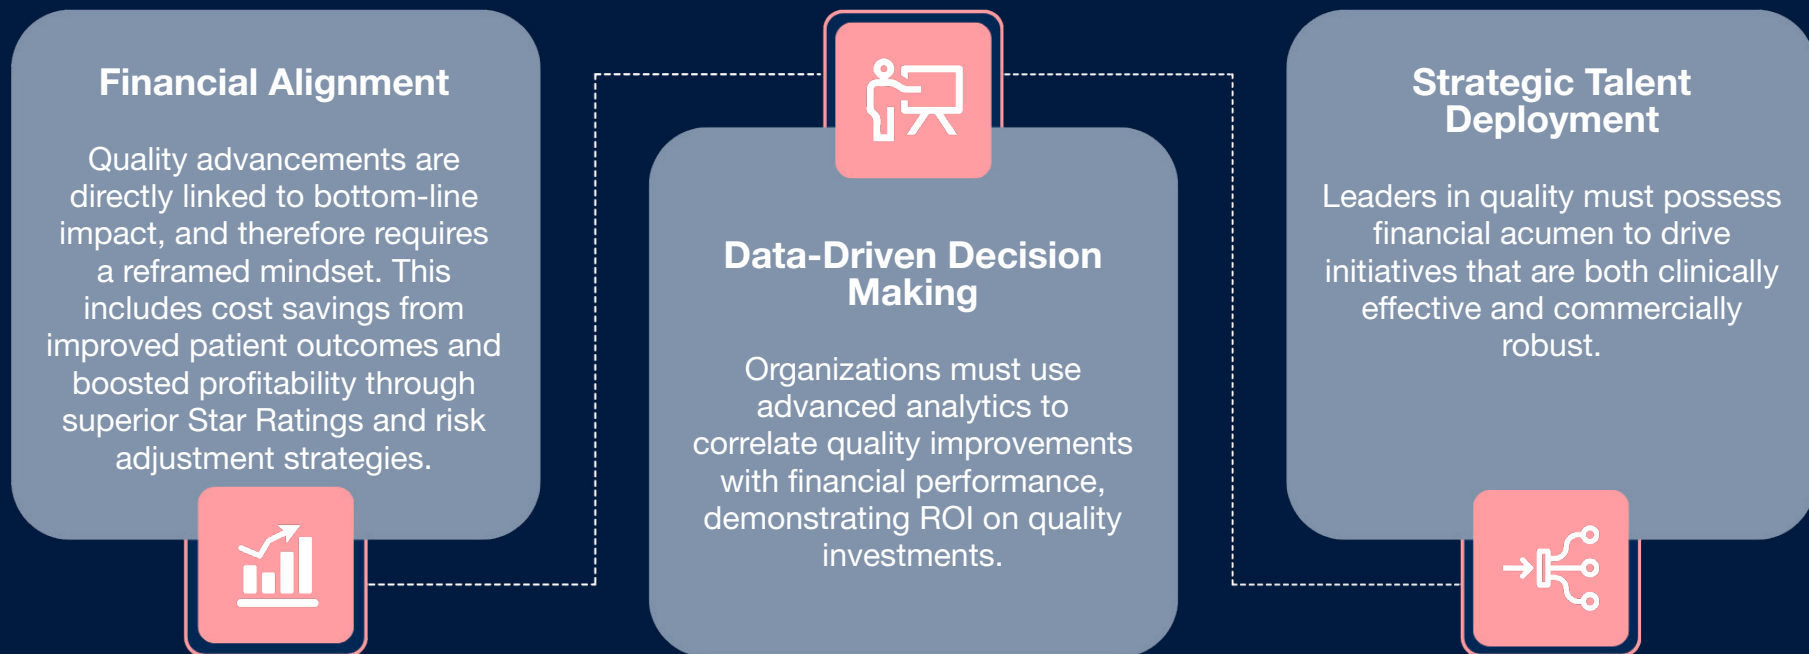 Financial Alignment
Quality advancements are
directly linked to bottom-line
impact, and therefore requires
a reframed mindset. This
includes cost savings from
improved patient outcomes and
boosted profitability through
superior Star Ratings and risk
adjustment strategies.
Data-Driven Decision
Making
Organizations must use
advanced analytics to
correlate quality improvements
with financial performance,
demonstrating ROI on quality
investments.
Strategic Talent
Deployment
Leaders in quality must possess
financial acumen to drive
initiatives that are both clinically
effective and commercially
robust.